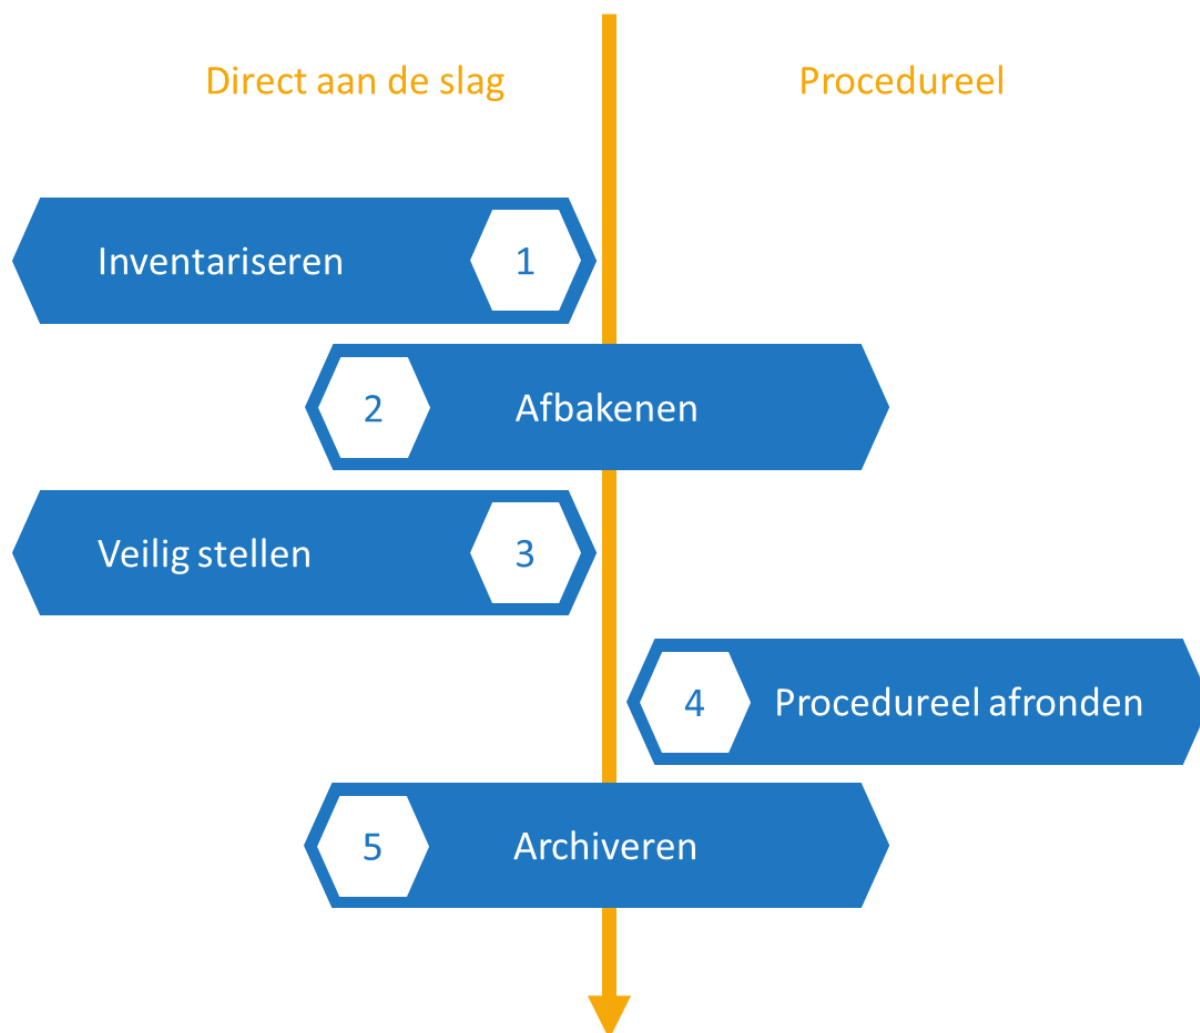 Direct aan de slag
Procedureel
Inventariseren 1
2 Afbakenen
Veilig stellen 3
4 Procedureel afronden
5 Archiveren